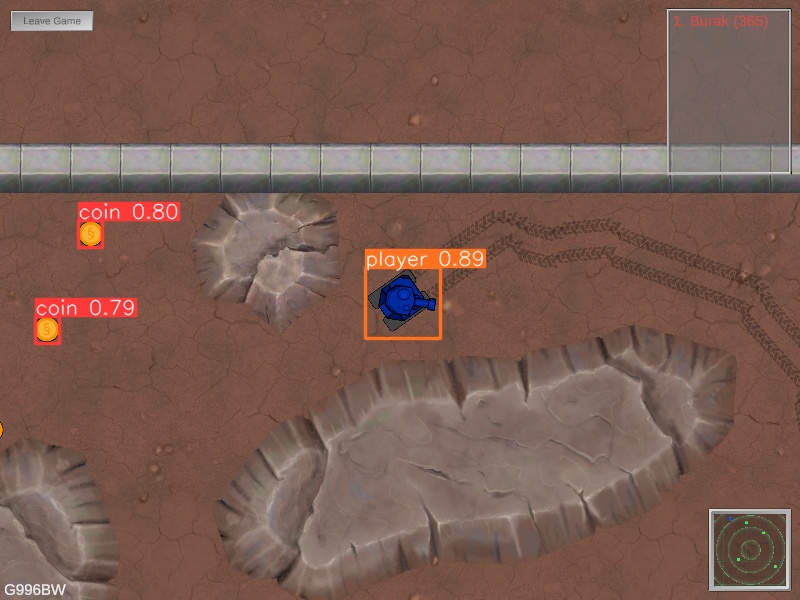 Leave Game
1. Burak (365)
coin 0.80
player 0.89
coin 0.79
G996BW